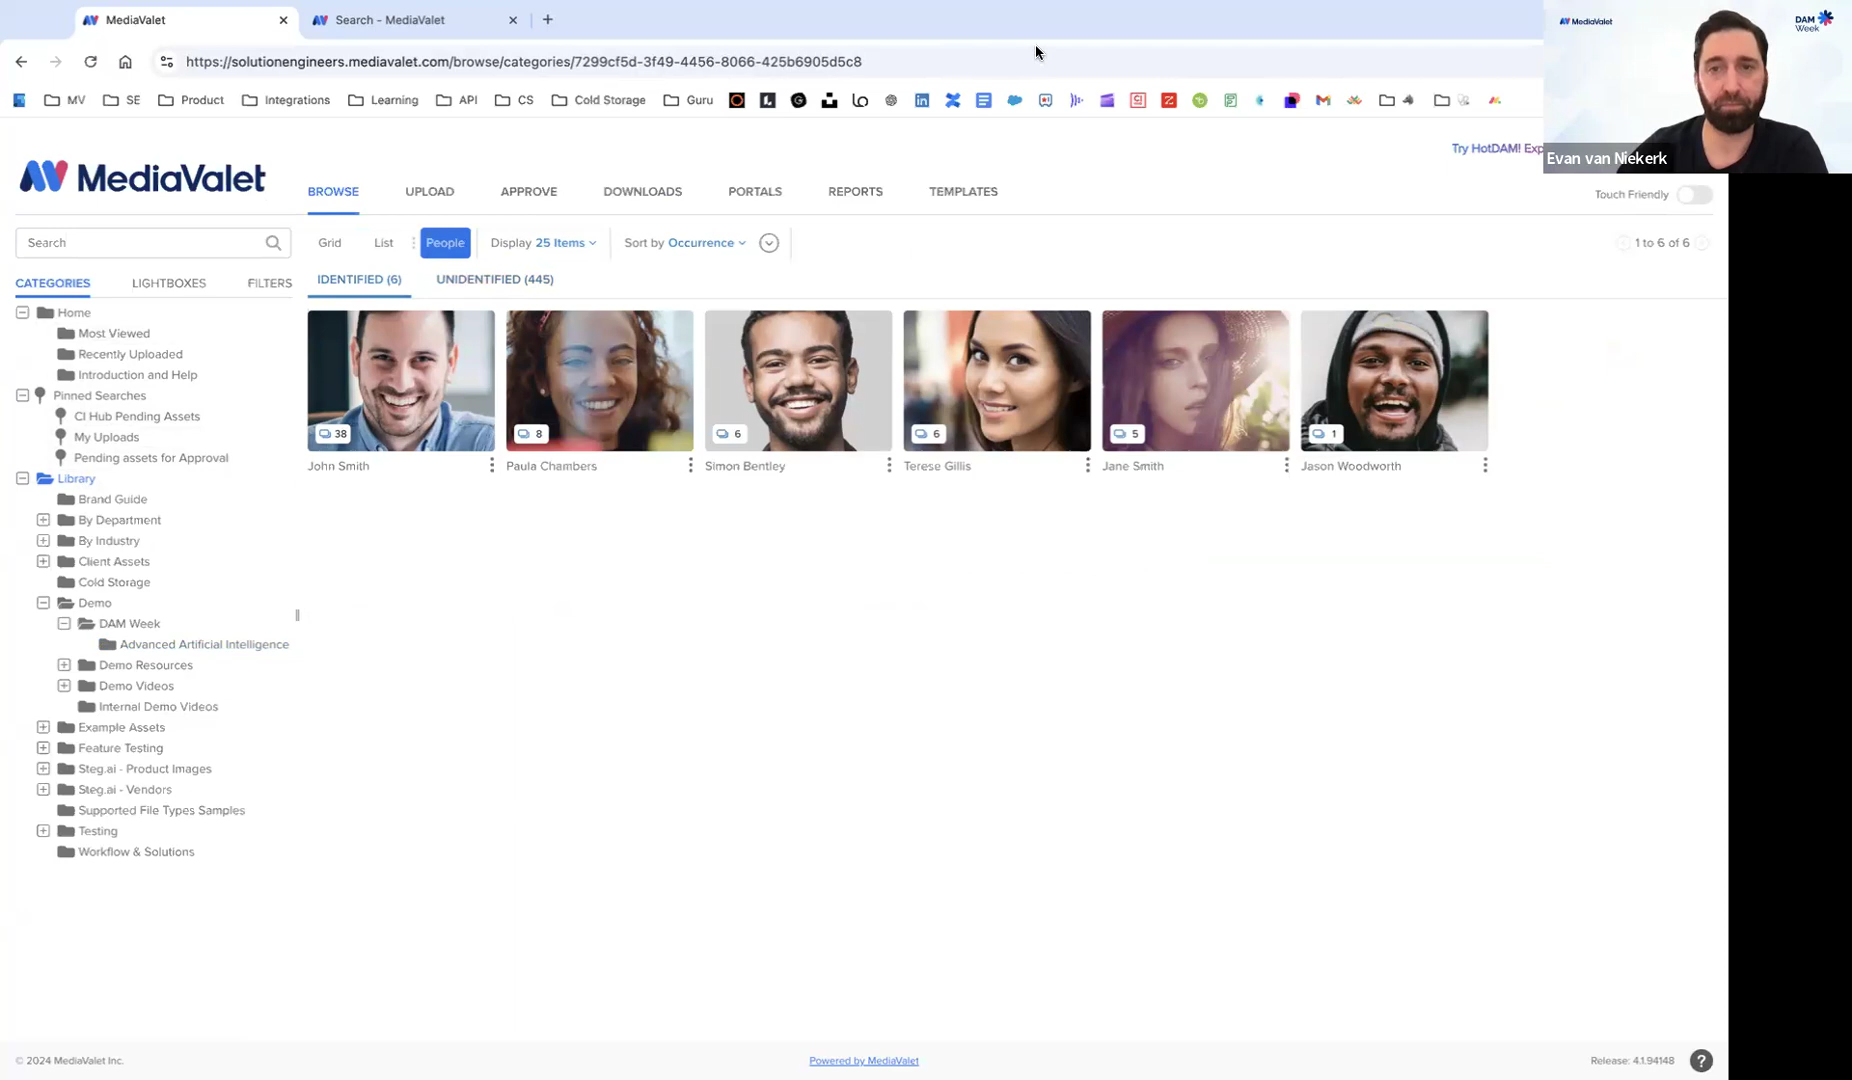 MediaValet
Search - MediaValet
https://solutionengineers.mediavalet.com/browse/categories/7299cf5d-3f49-4456-8066-425b6905d5c8
MV SE Product Integrations Learning API CS Cold Storage Guru
MediaValet
DAM Week
Evan van Niekerk
Try HotDAM! Exp
MediaValet
BROWSE UPLOAD APPROVE DOWNLOADS PORTALS REPORTS TEMPLATES
Touch Friendly
Search
Grid List People Display 25 Items Sort by Occurrence
1 to 6 of 6
CATEGORIES LIGHTBOXES FILTERS
IDENTIFIED (6) UNIDENTIFIED (445)
Home
Most Viewed
Recently Uploaded
Introduction and Help
Pinned Searches
CI Hub Pending Assets
My Uploads
Pending assets for Approval
Library
Brand Guide
By Department
By Industry
Client Assets
Cold Storage
Demo
DAM Week
Advanced Artificial Intelligence
Demo Resources
Demo Videos
Internal Demo Videos
Example Assets
Feature Testing
Steg.ai - Product Images
Steg.ai - Vendors
Supported File Types Samples
Testing
Workflow & Solutions
38 8 6 6 5 1
John Smith Paula Chambers Simon Bentley Terese Gillis Jane Smith Jason Woodworth
© 2024 MediaValet Inc.
Powered by MediaValet
Release: 4.1.94148
?